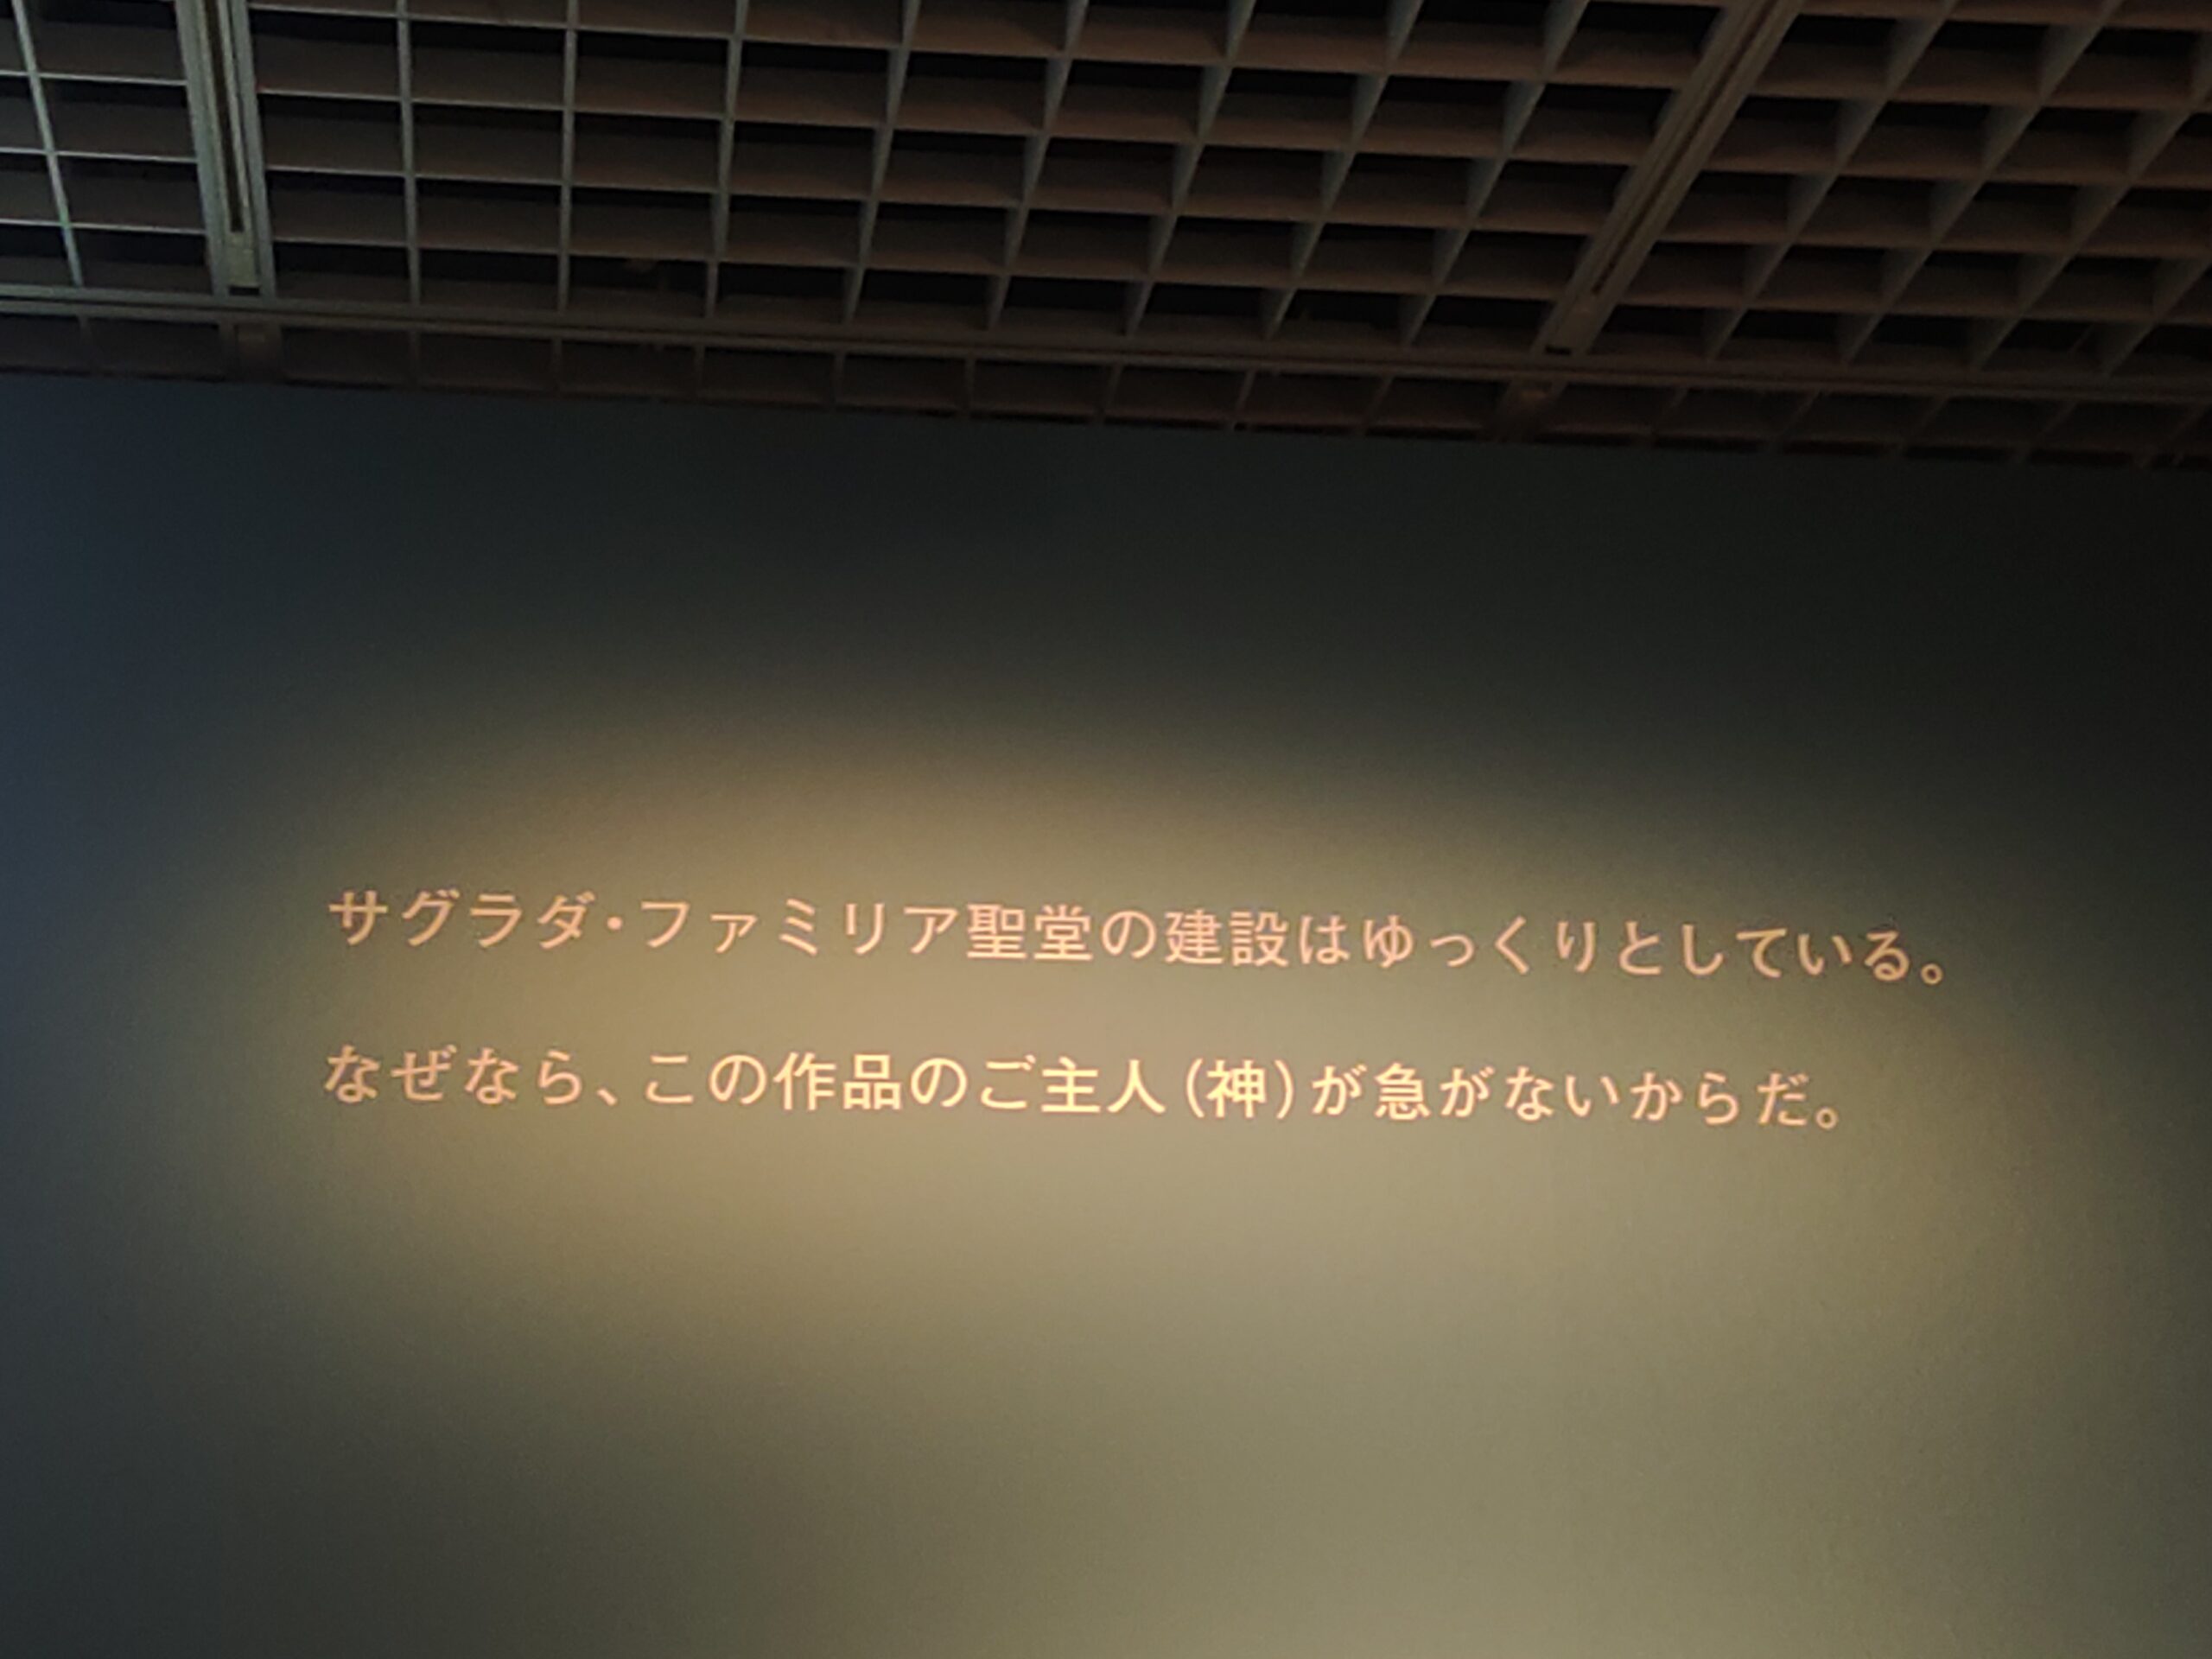 サグラダ・ファミリア聖堂の建設はゆっくりとしている。
なぜなら、この作品のご主人（神）が急がないからだ。